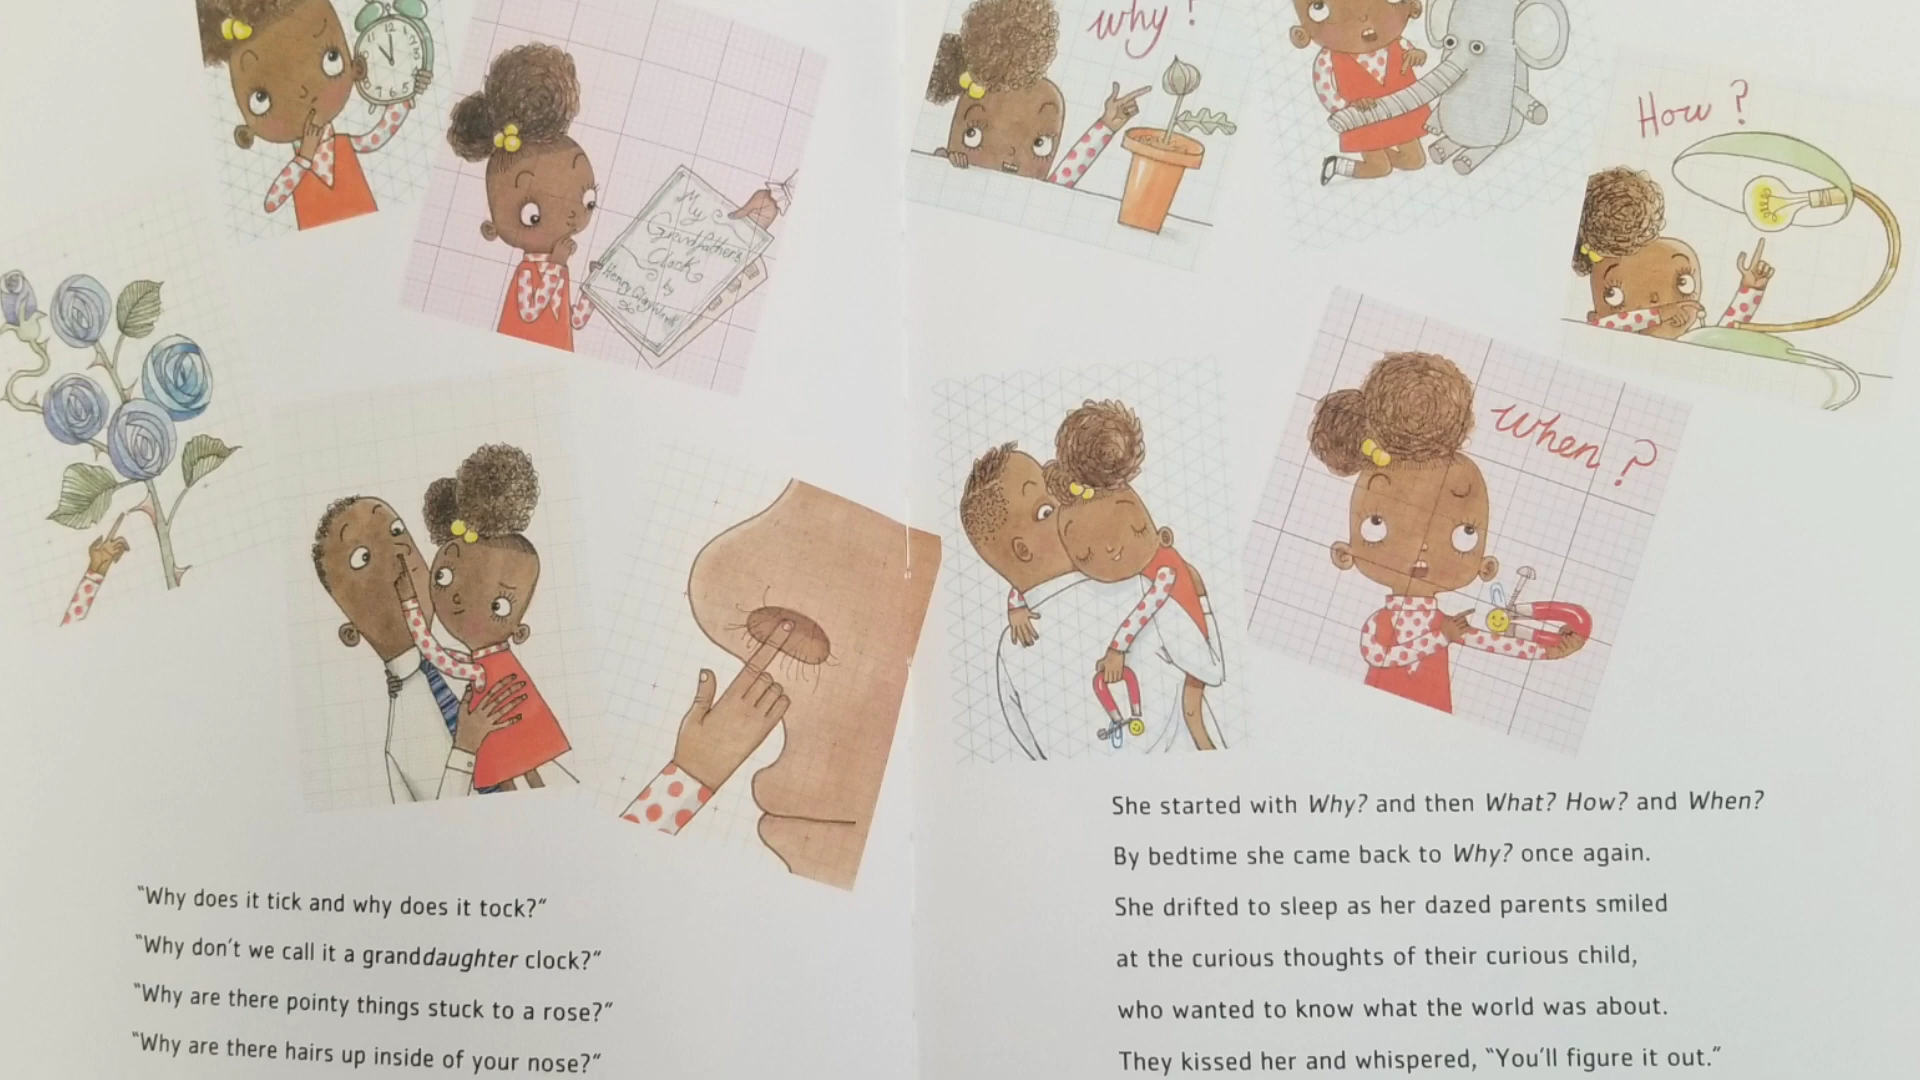 12
My
Grandfather's
Clock
by
Henry Clay Work
"Why does it tick and why does it tock?"
"Why don't we call it a granddaughter clock?"
"Why are there pointy things stuck to a rose?"
"Why are there hairs up inside of your nose?"
why?
How?
When?
She started with Why? and then What? How? and When?
By bedtime she came back to Why? once again.
She drifted to sleep as her dazed parents smiled
at the curious thoughts of their curious child,
who wanted to know what the world was about.
They kissed her and whispered, "You'll figure it out."